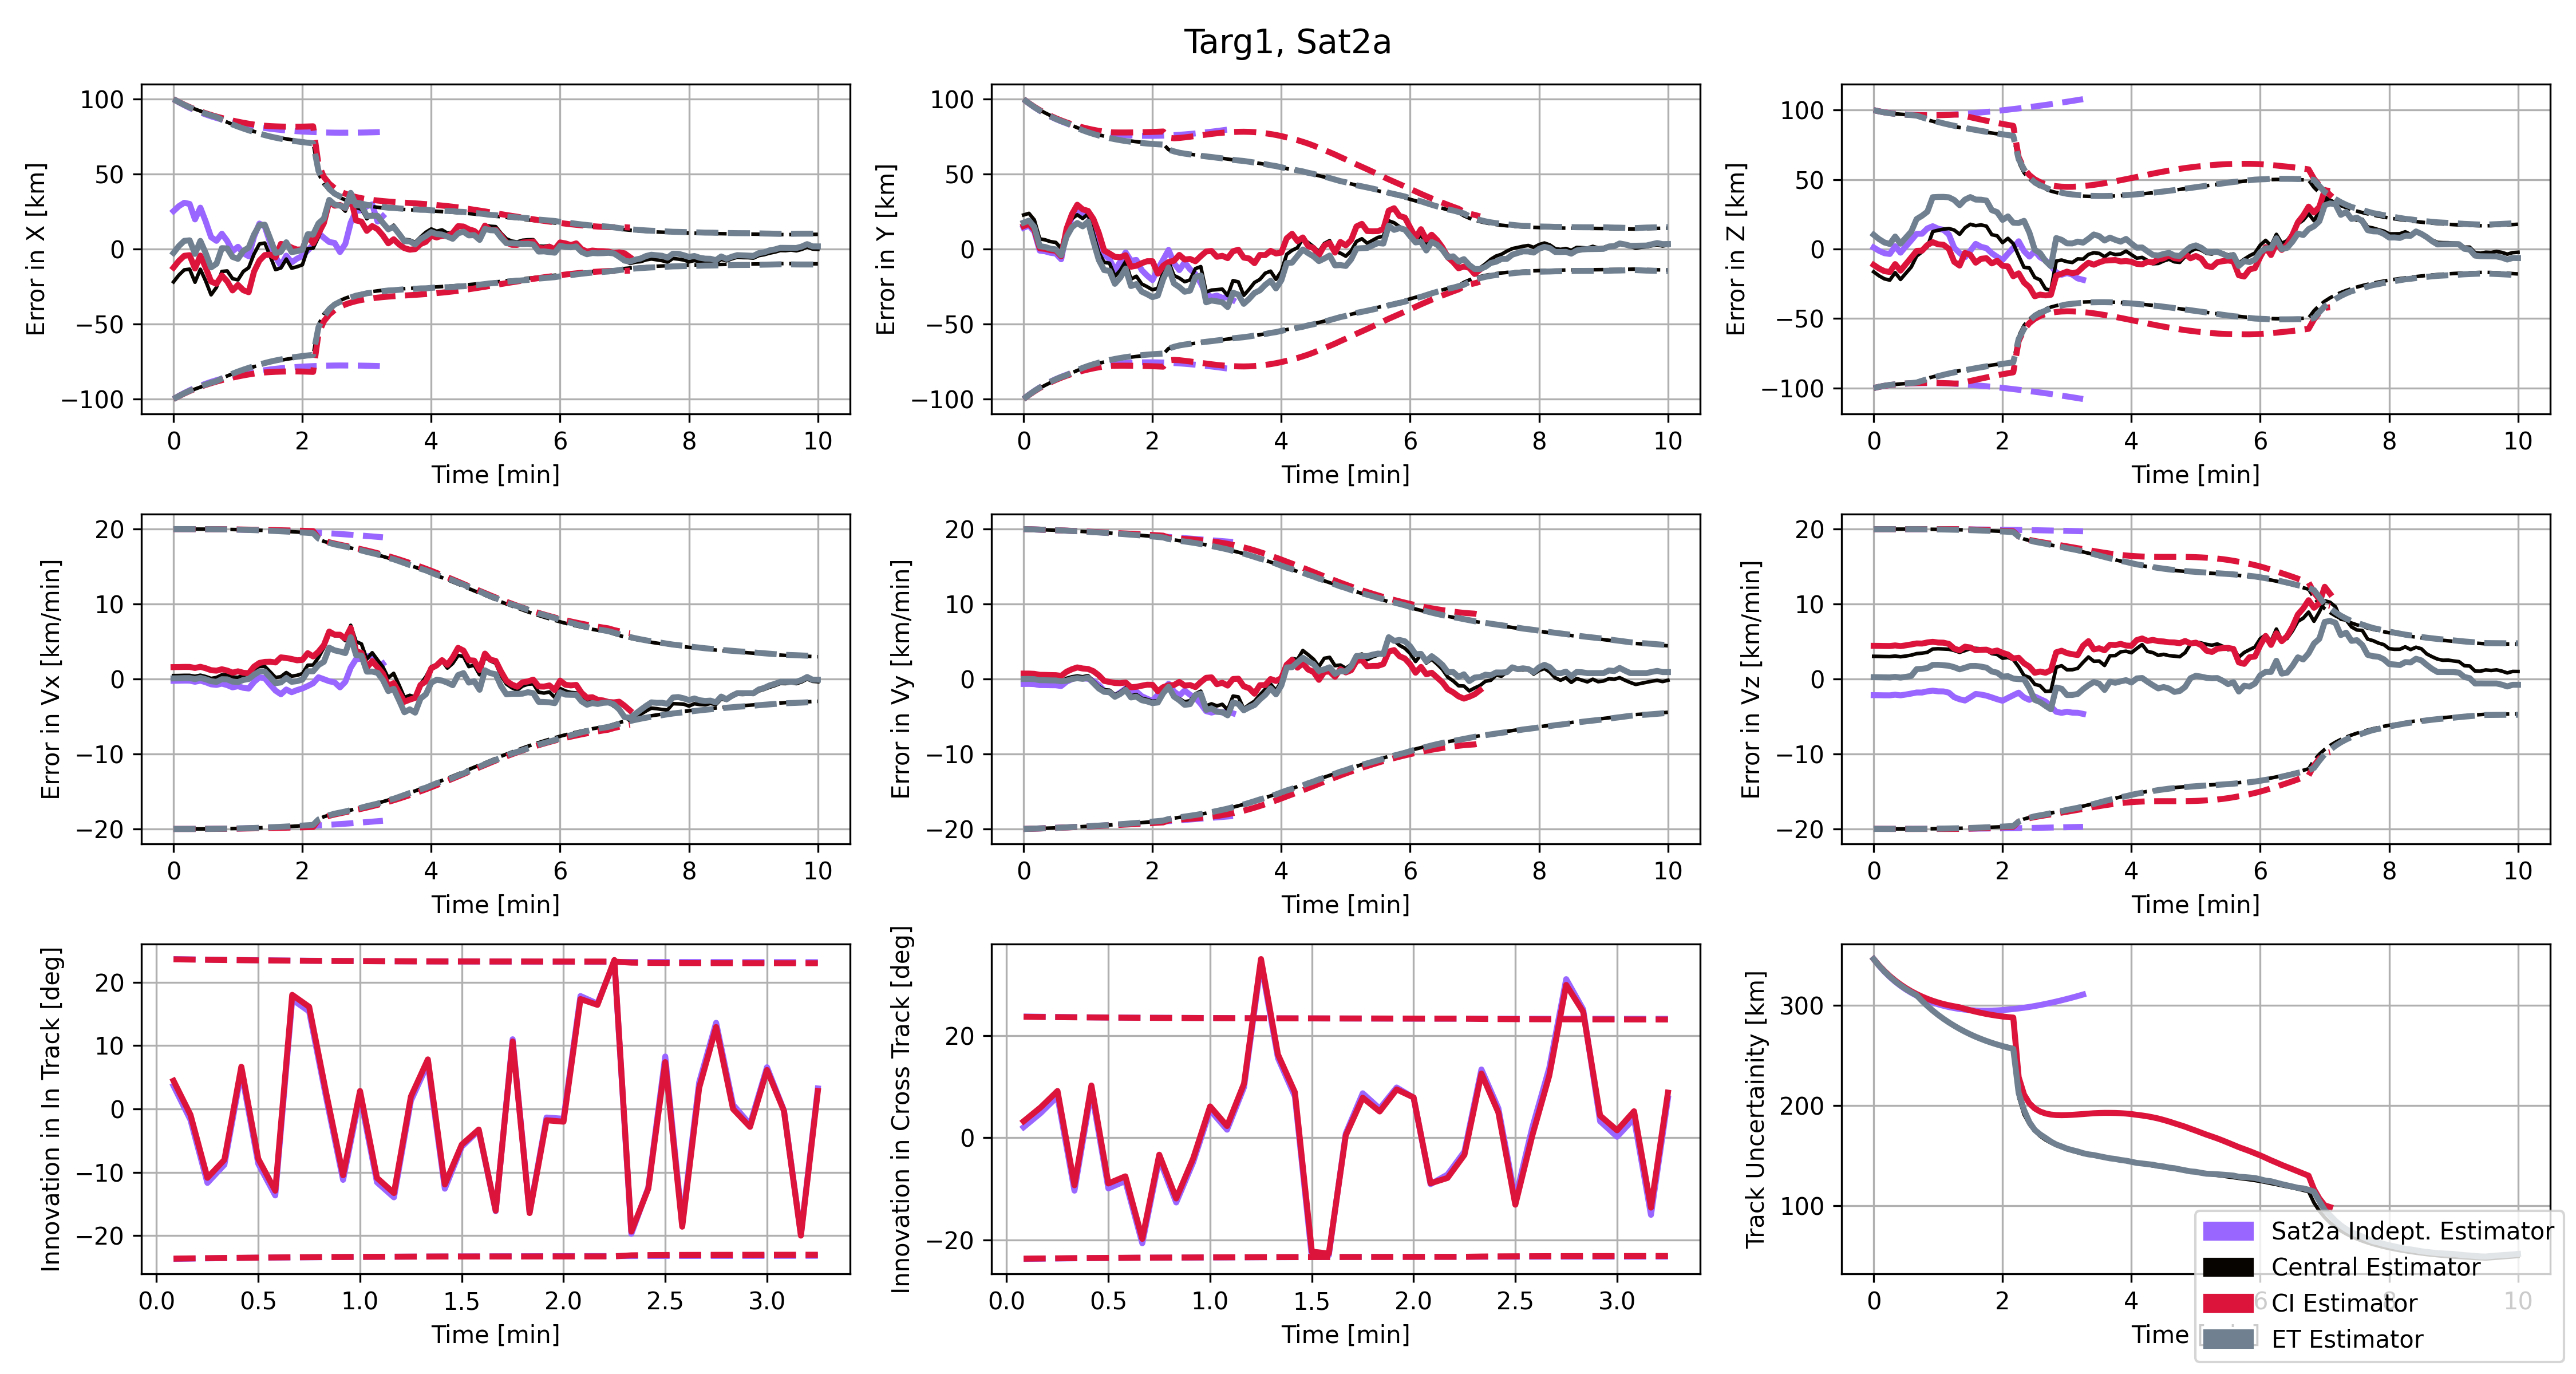 Targ1, Sat2a
Error in X [km]
100
50
0
−50
−100
0 2 4 6 8 10
Time [min]
Error in Y [km]
100
50
0
−50
−100
0 2 4 6 8 10
Time [min]
Error in Z [km]
100
50
0
−50
−100
0 2 4 6 8 10
Time [min]
Error in Vx [km/min]
20
10
0
−10
−20
0 2 4 6 8 10
Time [min]
Error in Vy [km/min]
20
10
0
−10
−20
0 2 4 6 8 10
Time [min]
Error in Vz [km/min]
20
10
0
−10
−20
0 2 4 6 8 10
Time [min]
Innovation in In Track [deg]
20
10
0
−10
−20
0.0 0.5 1.0 1.5 2.0 2.5 3.0
Time [min]
Innovation in Cross Track [deg]
20
0
−20
0.0 0.5 1.0 1.5 2.0 2.5 3.0
Time [min]
Track Uncertainity [km]
300
200
100
0 2 4 6 8 10
Time
Sat2a Indept. Estimator
Central Estimator
CI Estimator
ET Estimator